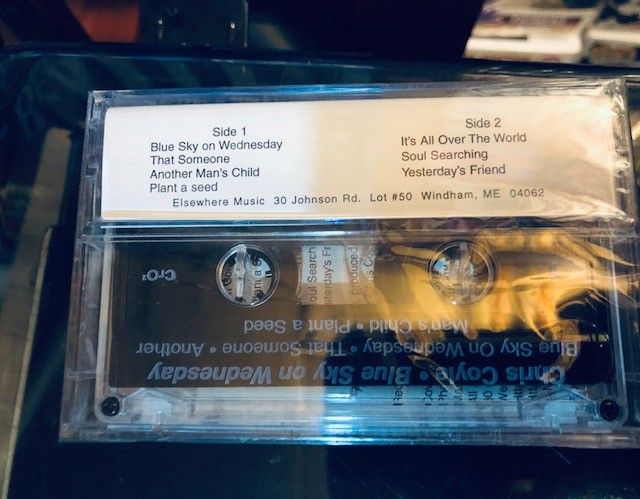 Side 1
Blue Sky on Wednesday
That Someone
Another Man's Child
Plant a seed
Side 2
It's All Over The World
Soul Searching
Yesterday's Friend
Elsewhere Music 30 Johnson Rd. Lot #50 Windham, ME 04062
CrO²
Chris Coyle • Blue Sky on Wednesday
Blue Sky On Wednesday • That Someone • Another
Man's Child • Plant a Seed